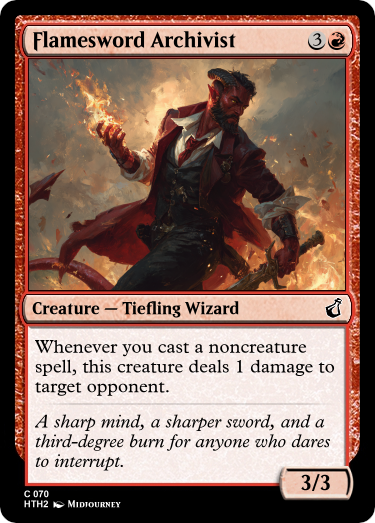 Flamesword Archivist 3
Creature — Tiefling Wizard
Whenever you cast a noncreature
spell, this creature deals 1 damage to
target opponent.
A sharp mind, a sharper sword, and a
third-degree burn for anyone who dares
to interrupt.
3/3
C 070
HTH2 Midjourney